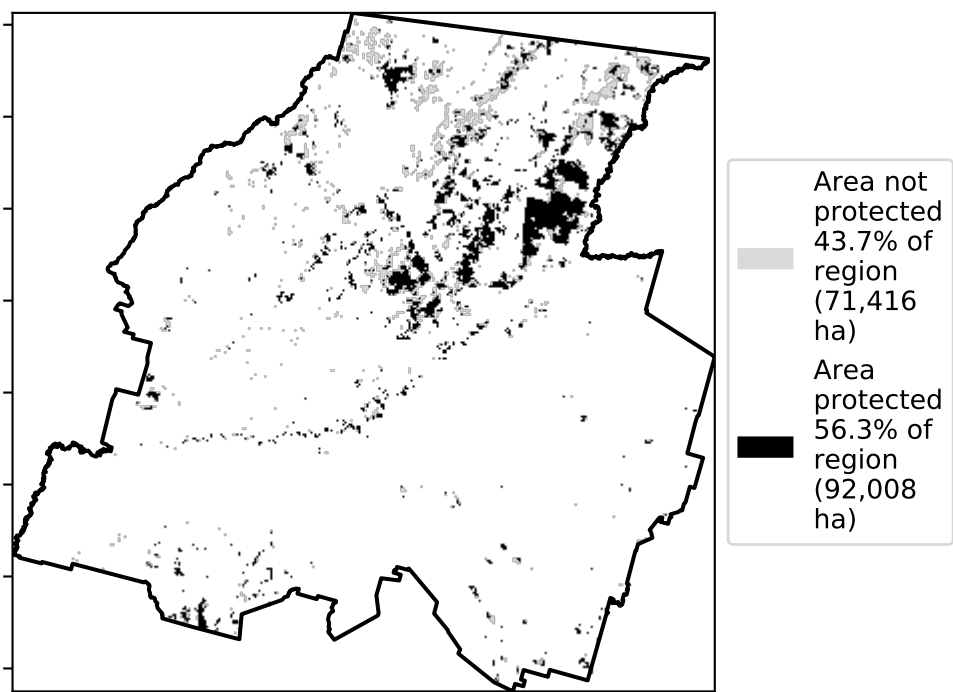 Area not
protected
43.7% of
region
(71,416
ha)
Area
protected
56.3% of
region
(92,008
ha)